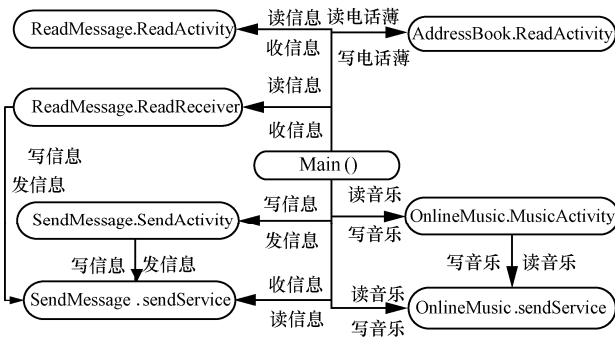 ReadMessage.ReadActivity
读信息
收信息
读电话薄
写电话薄
AddressBook.ReadActivity
ReadMessage.ReadReceiver
读信息
收信息
写信息
发信息
Main ()
SendMessage.SendActivity
写信息
发信息
读音乐
写音乐
OnlineMusic.MusicActivity
写信息
发信息
写音乐
读音乐
SendMessage .sendService
收信息
读信息
读音乐
写音乐
OnlineMusic .sendService